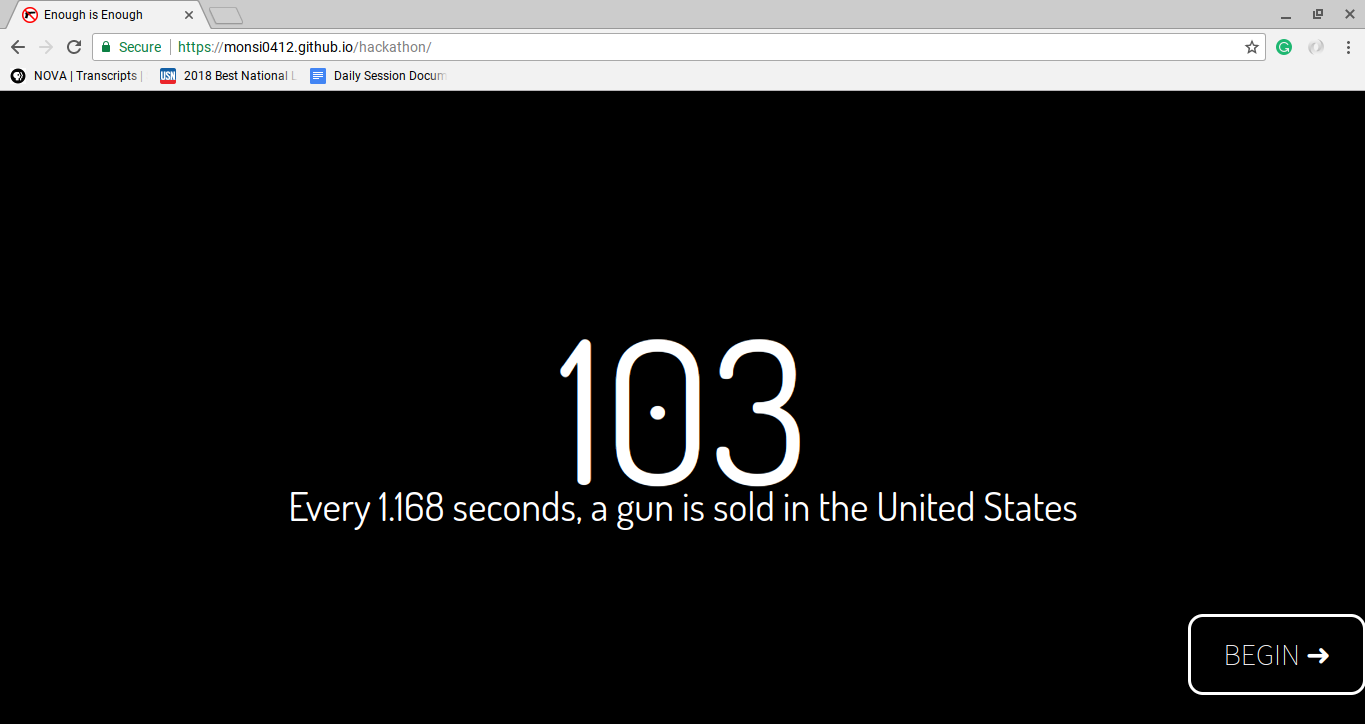 Enough is Enough
Secure https://monsi0412.github.io/hackathon/
NOVA | Transcripts | USN 2018 Best National Daily Session Docum
103
Every 1.168 seconds, a gun is sold in the United States
BEGIN ➔